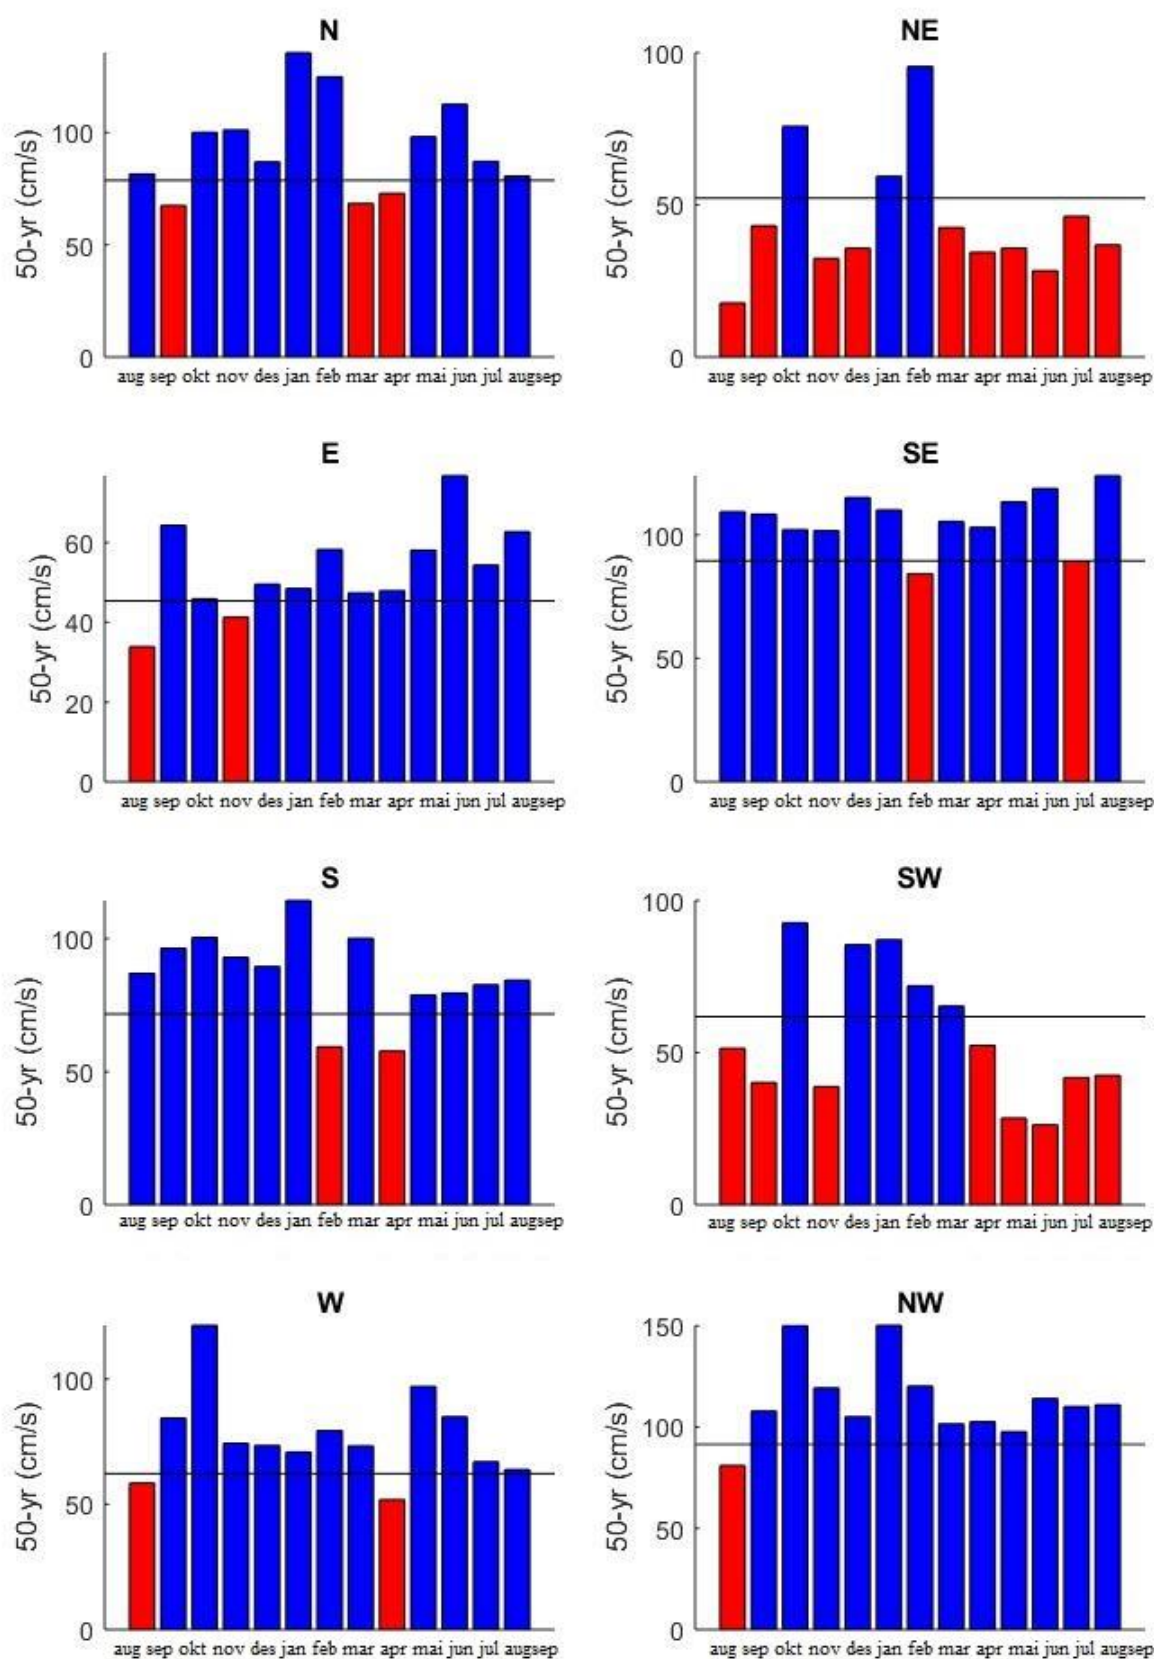 N
50-yr (cm/s)
100
50
0
aug sep okt nov des jan feb mar apr mai jun jul augsep
NE
50-yr (cm/s)
100
50
0
aug sep okt nov des jan feb mar apr mai jun jul augsep
E
50-yr (cm/s)
60
40
20
0
aug sep okt nov des jan feb mar apr mai jun jul augsep
SE
50-yr (cm/s)
100
50
0
aug sep okt nov des jan feb mar apr mai jun jul augsep
S
50-yr (cm/s)
100
50
0
aug sep okt nov des jan feb mar apr mai jun jul augsep
SW
50-yr (cm/s)
100
50
0
aug sep okt nov des jan feb mar apr mai jun jul augsep
W
50-yr (cm/s)
100
50
0
aug sep okt nov des jan feb mar apr mai jun jul augsep
NW
50-yr (cm/s)
150
100
50
0
aug sep okt nov des jan feb mar apr mai jun jul augsep